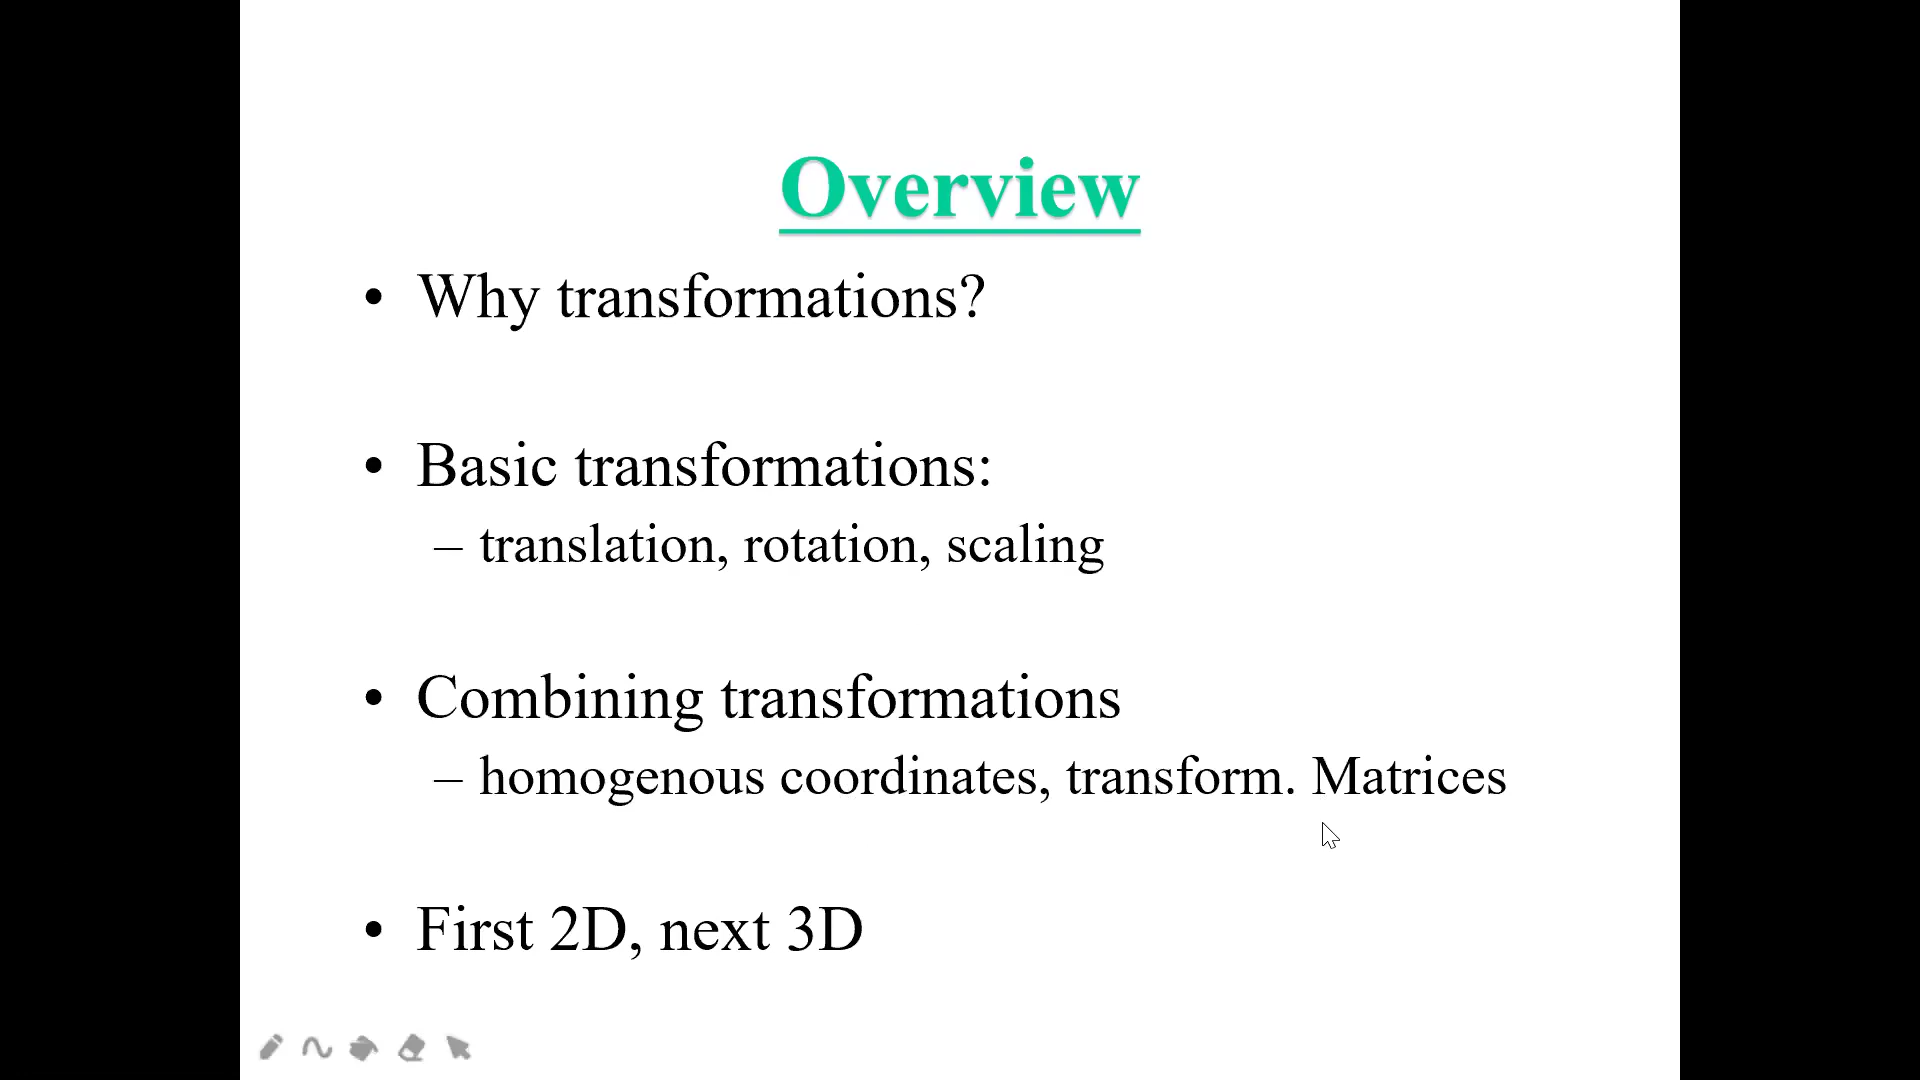 Overview
• Why transformations?
• Basic transformations:
– translation, rotation, scaling
• Combining transformations
– homogenous coordinates, transform. Matrices
• First 2D, next 3D